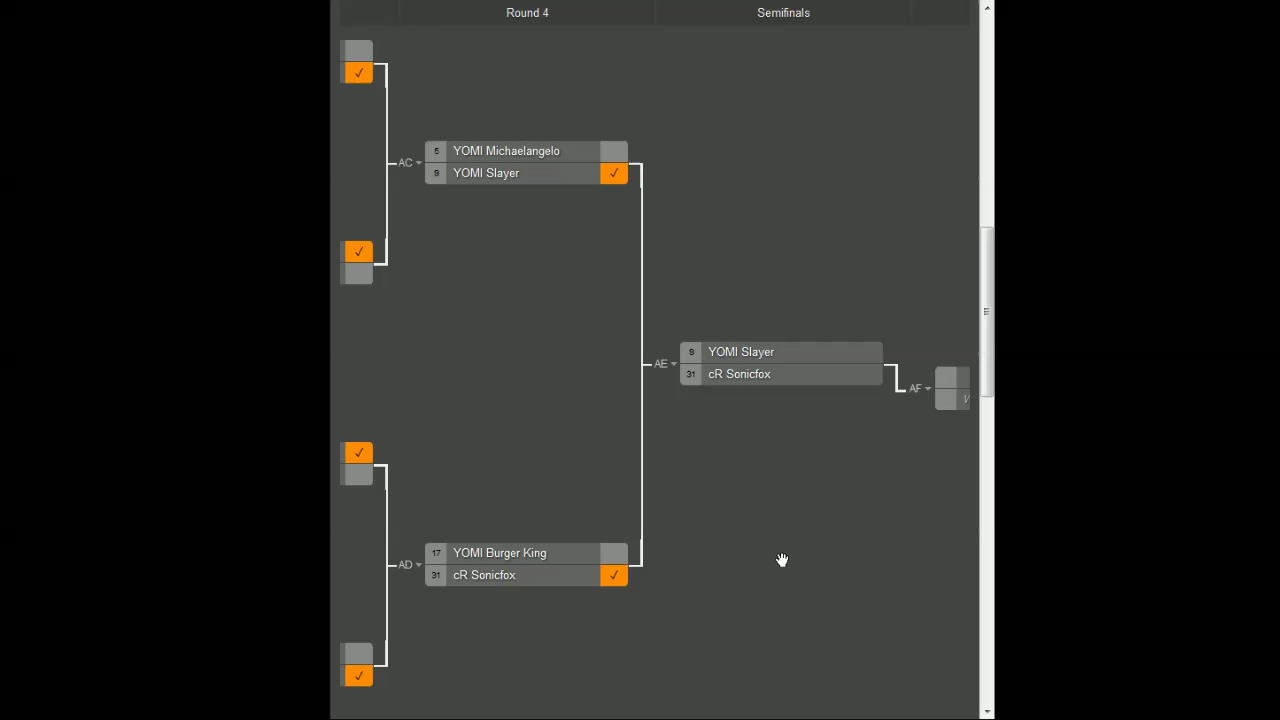 Round 4
Semifinals
AC
5 YOMI Michaelangelo
9 YOMI Slayer
AE
9 YOMI Slayer
31 cR Sonicfox
AF
AD
17 YOMI Burger King
31 cR Sonicfox